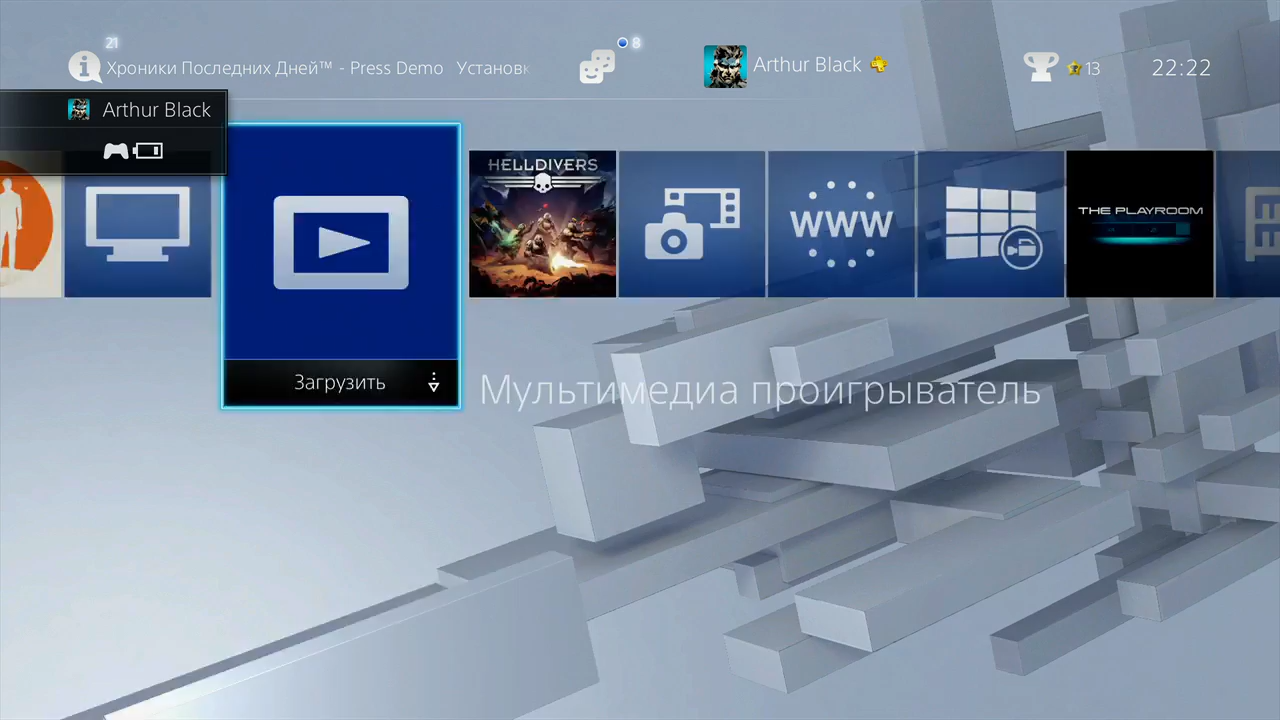 21
8
Хроники Последних Дней™ - Press Demo Установк
Arthur Black
13
22:22
Arthur Black
HELLDIVERS
WWW
THE PLAYROOM
Загрузить
Мультимедиа проигрыватель